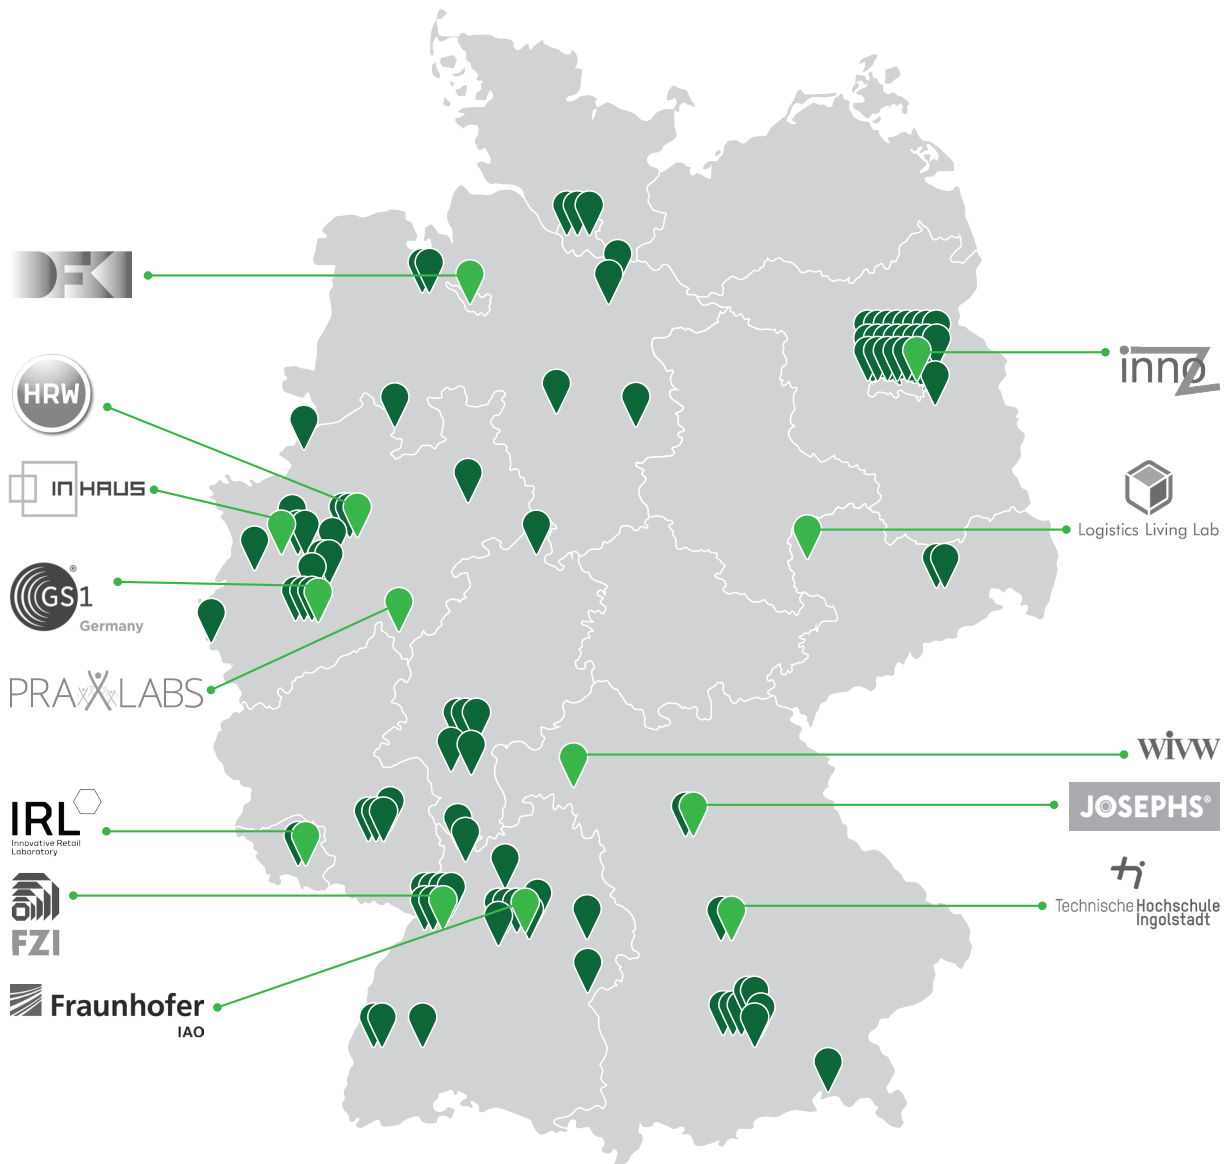 DFKI
HRW
INHAUS
GS1
®
Germany
PRAXLABS
IRL
Innovative Retail
Laboratory
FZI
Fraunhofer
IAO
innoZ
Logistics Living Lab
wivw
JOSEPHS®
Technische Hochschule
Ingolstadt